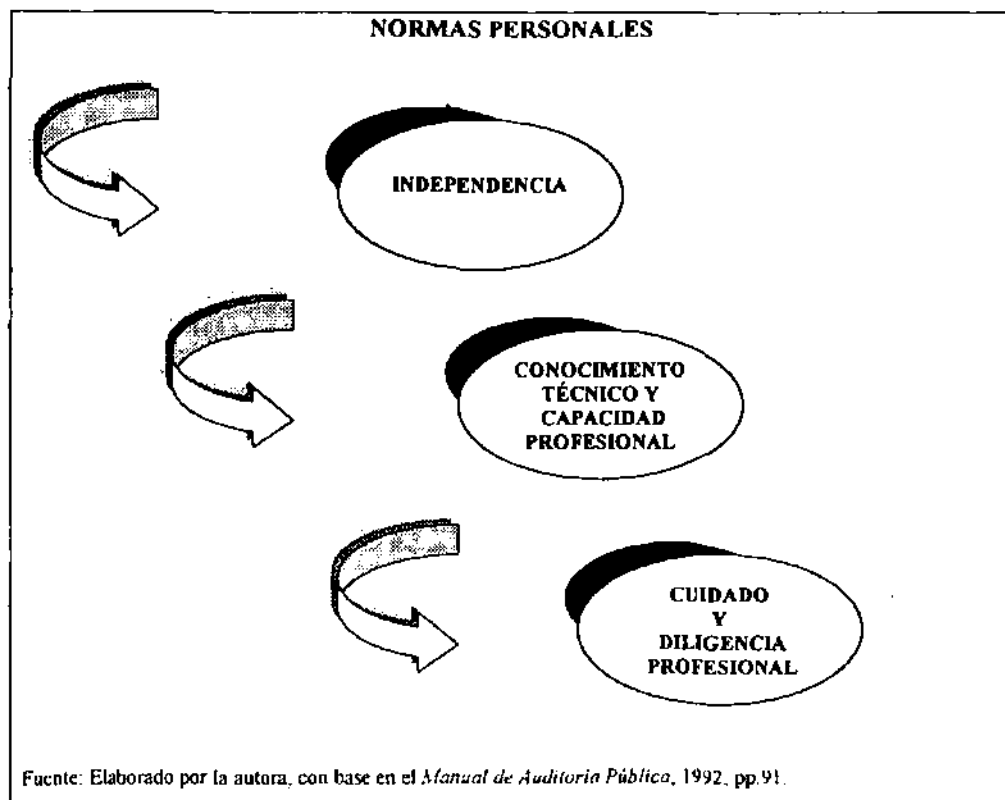 NORMAS PERSONALES
INDEPENDENCIA
CONOCIMIENTO
TÉCNICO Y
CAPACIDAD
PROFESIONAL
CUIDADO
Y
DILIGENCIA
PROFESIONAL
Fuente: Elaborado por la autora, con base en el Manual de Auditoría Pública, 1992, pp.91.